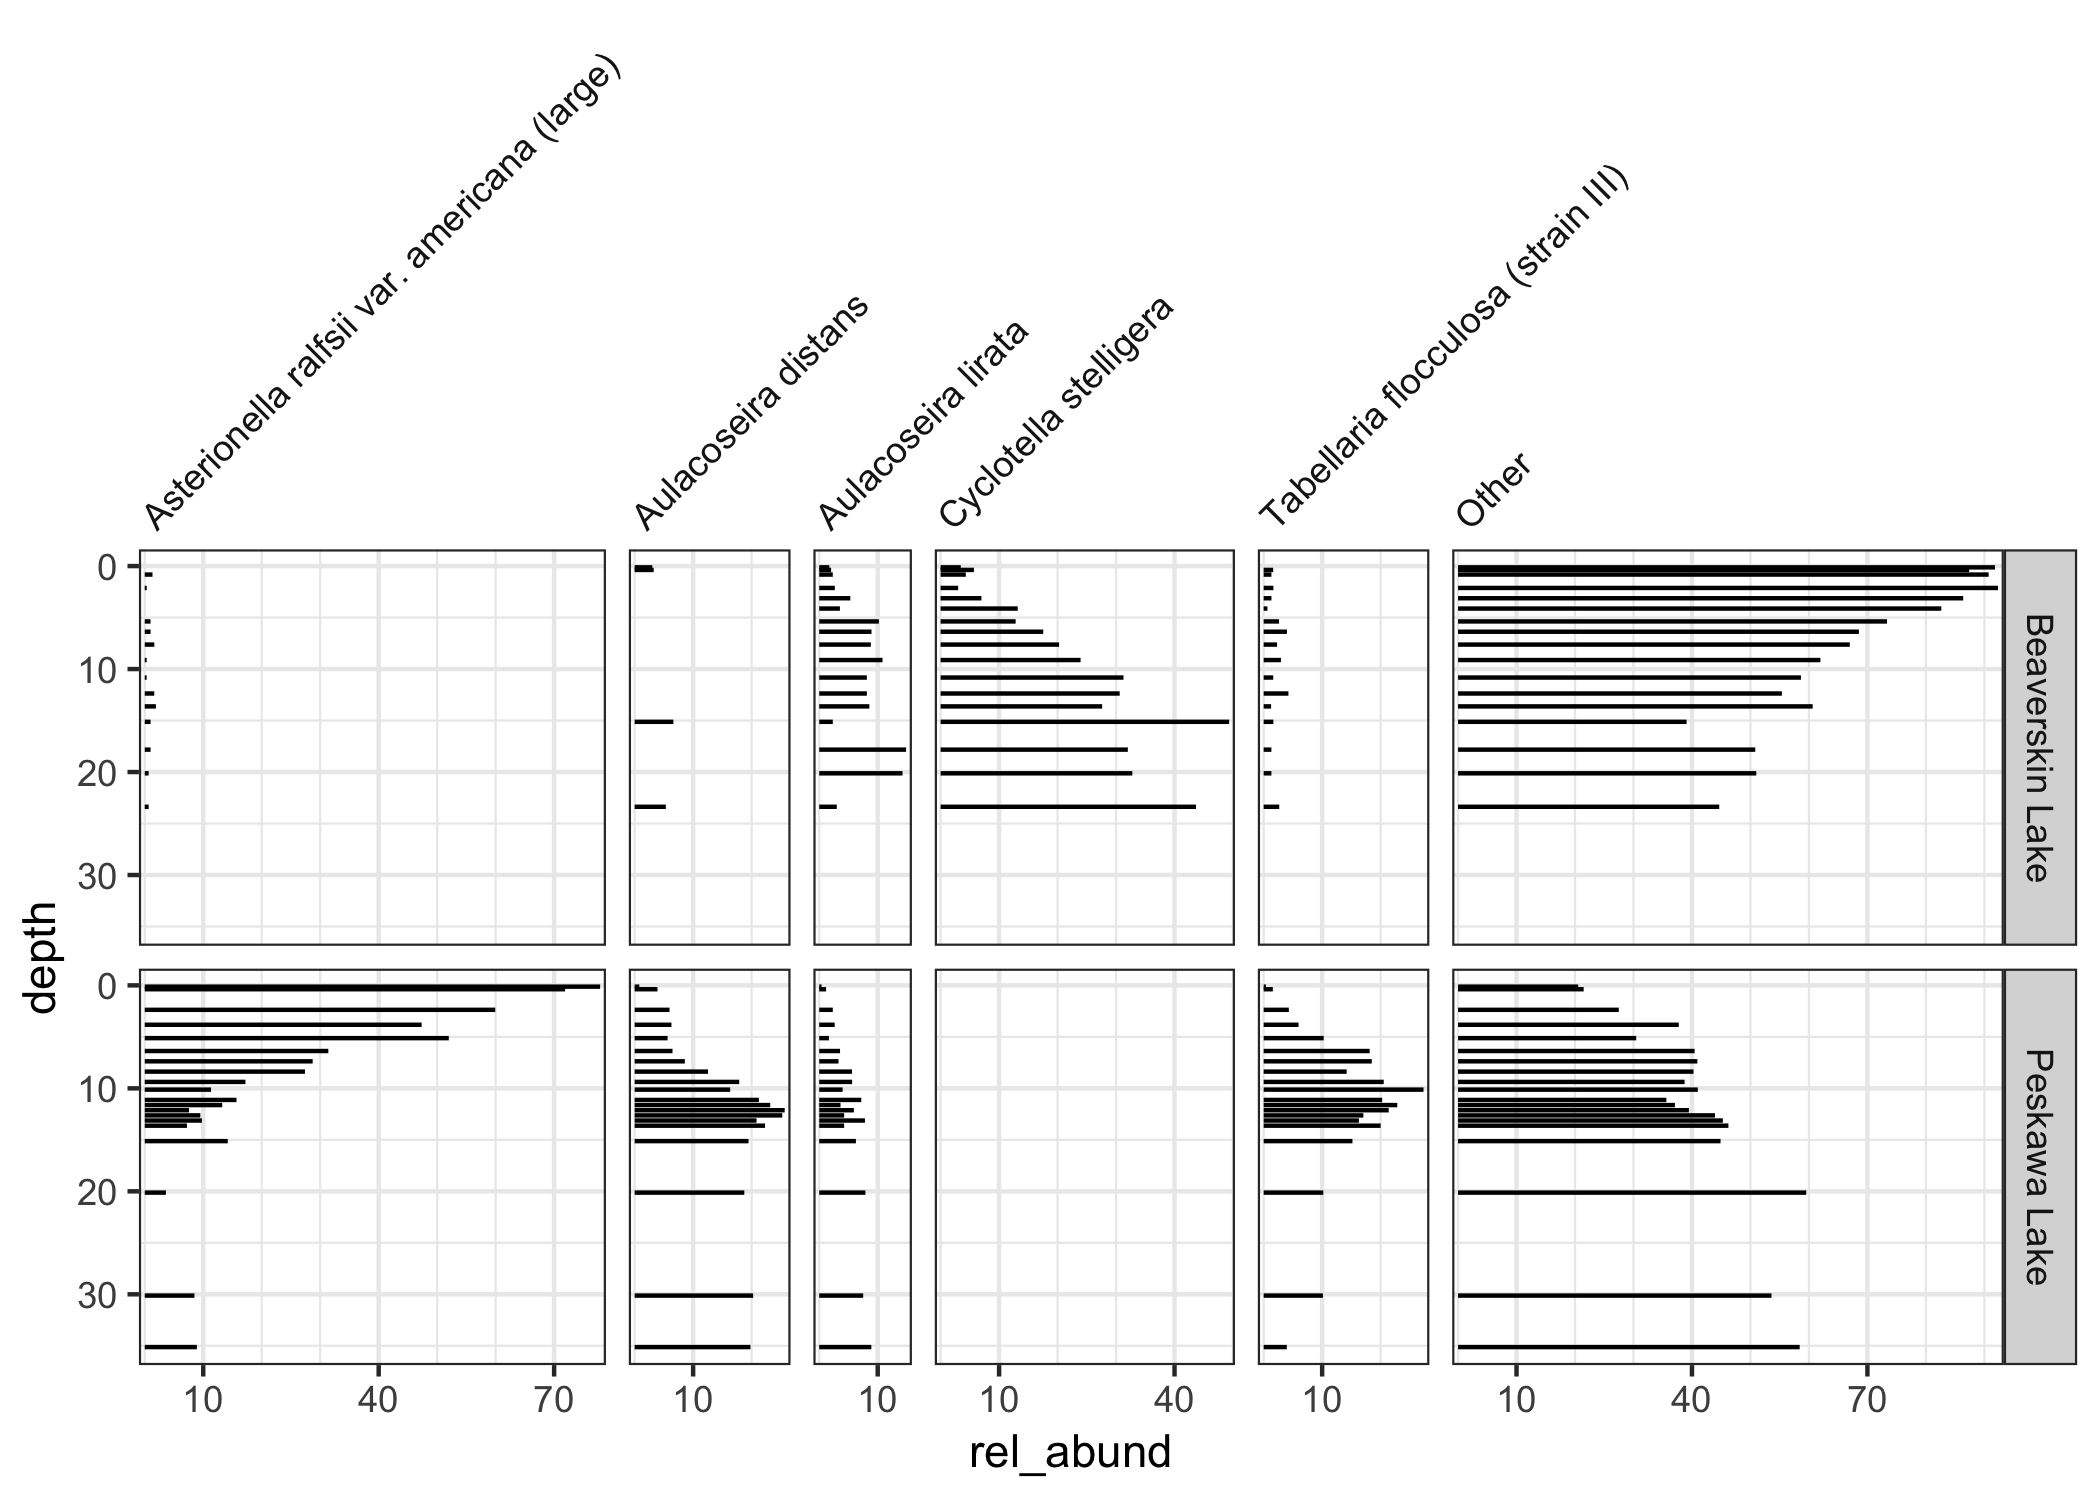 Asterionella ralfsii var. americana (large)
Aulacoseira distans
Aulacoseira lirata
Cyclotella stelligera
Tabellaria flocculosa (strain III)
Other
0
10
20
30
Beaverskin Lake
depth
0
10
20
30
Peskawa Lake
10 40 70 10 10 10 40 10 10 40 70
rel_abund